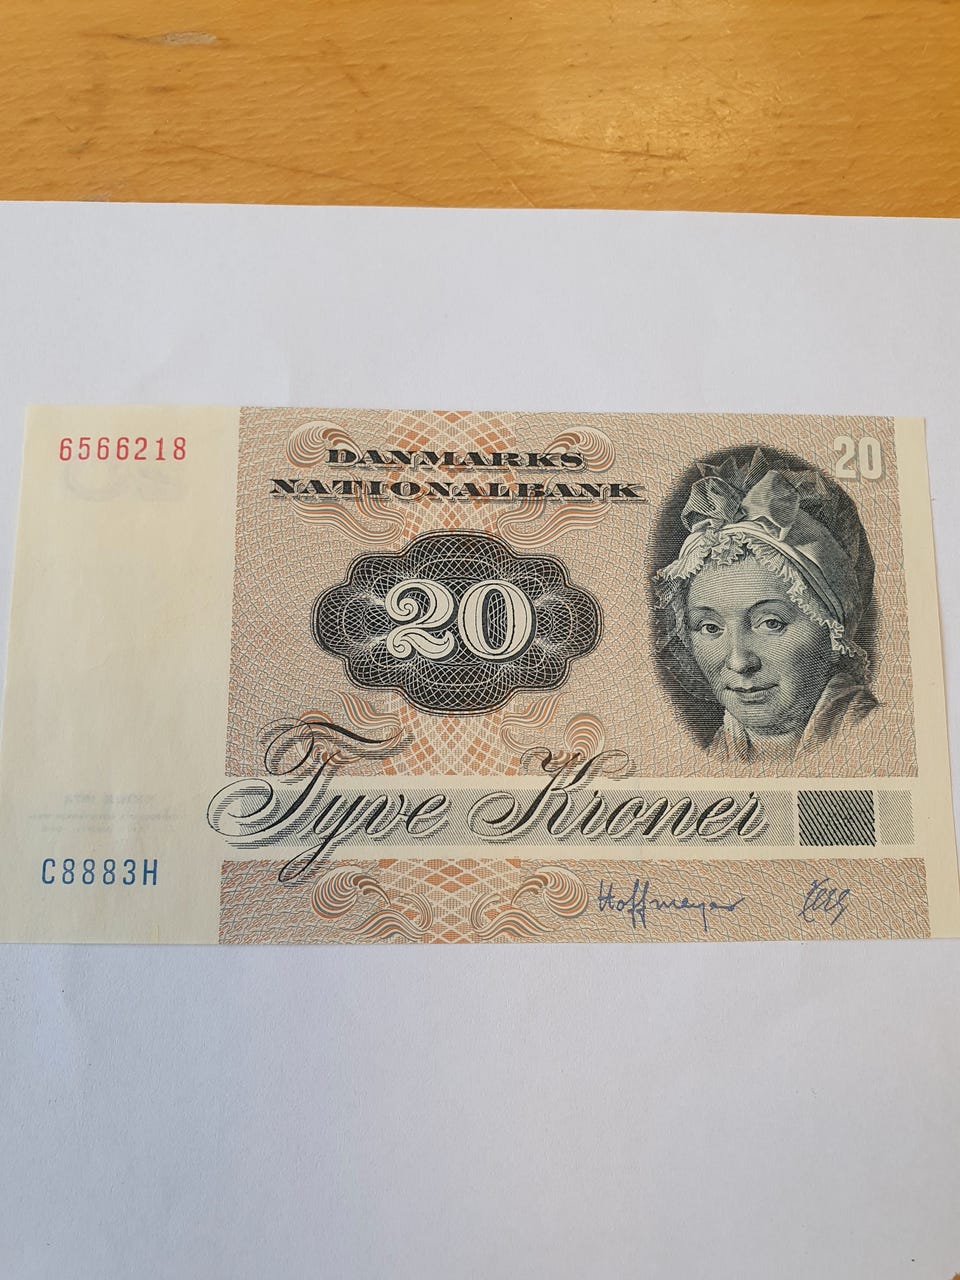 6566218
DANMARKS
NATIONALBANK
20
20
Tyve Kroner
C8883H
Hoffmeyer